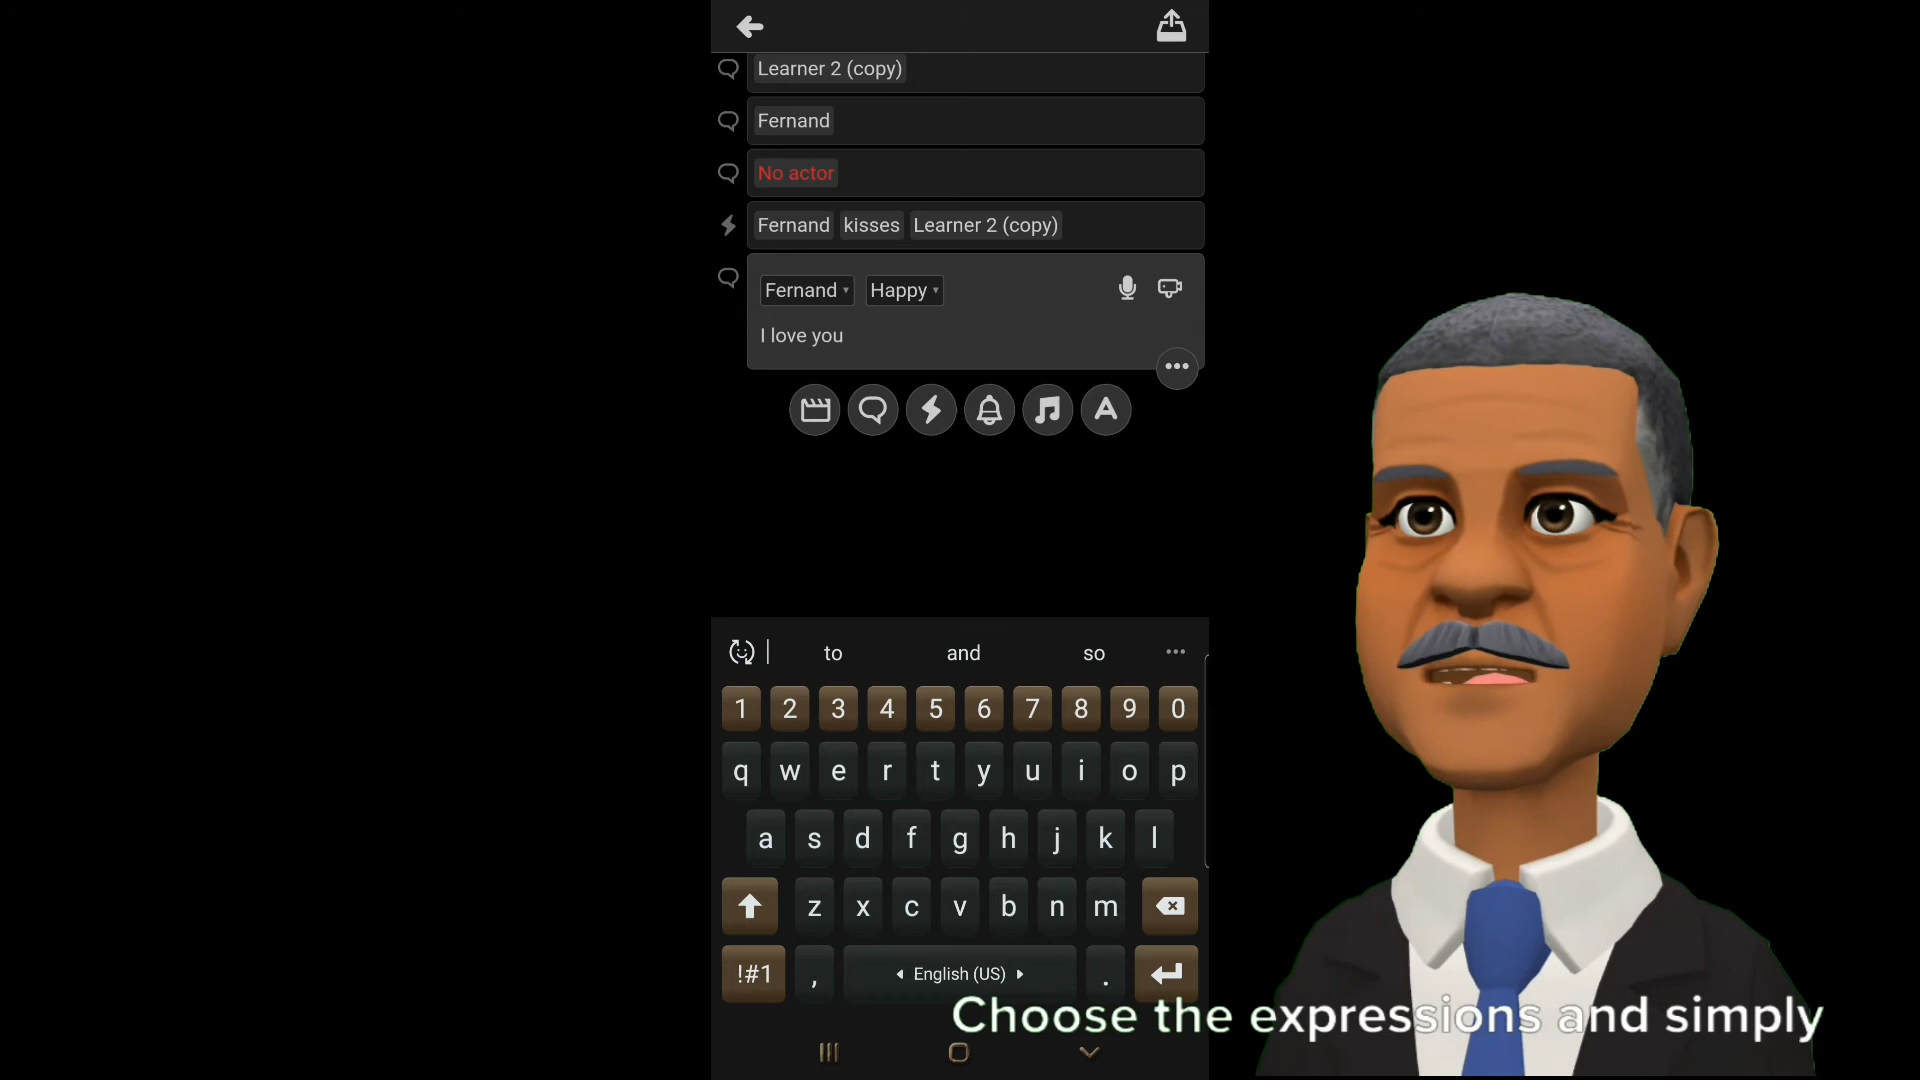 Learner 2 (copy)
Fernand
No actor
Fernand kisses Learner 2 (copy)
Fernand Happy
I love you
A
to and so
1 2 3 4 5 6 7 8 9 0
q w e r t y u i o p
a s d f g h j k l
z x c v b n m
!#1 , English (US) .
Choose the expressions and simply